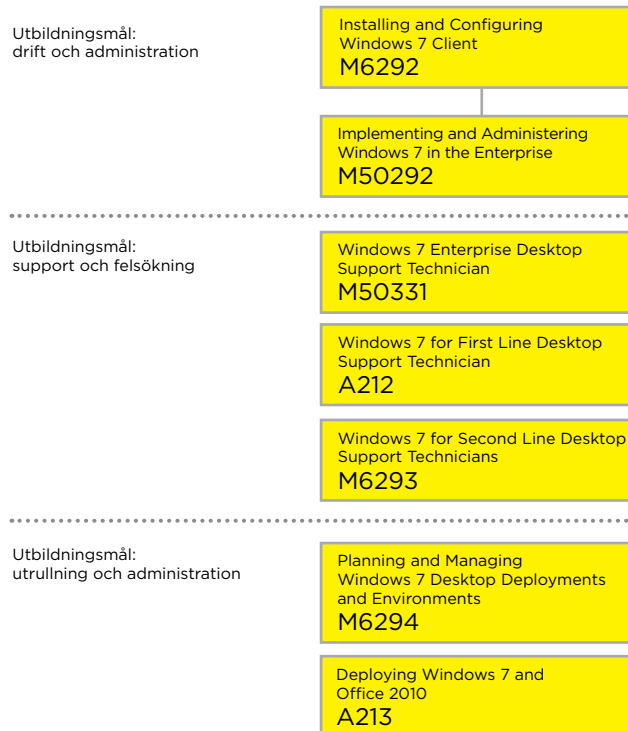 Utbildningsmål:
drift och administration
Installing and Configuring
Windows 7 Client
M6292
Implementing and Administering
Windows 7 in the Enterprise
M50292
Utbildningsmål:
support och felsökning
Windows 7 Enterprise Desktop
Support Technician
M50331
Windows 7 for First Line Desktop
Support Technician
A212
Windows 7 for Second Line Desktop
Support Technicians
M6293
Utbildningsmål:
utrullning och administration
Planning and Managing
Windows 7 Desktop Deployments
and Environments
M6294
Deploying Windows 7 and
Office 2010
A213